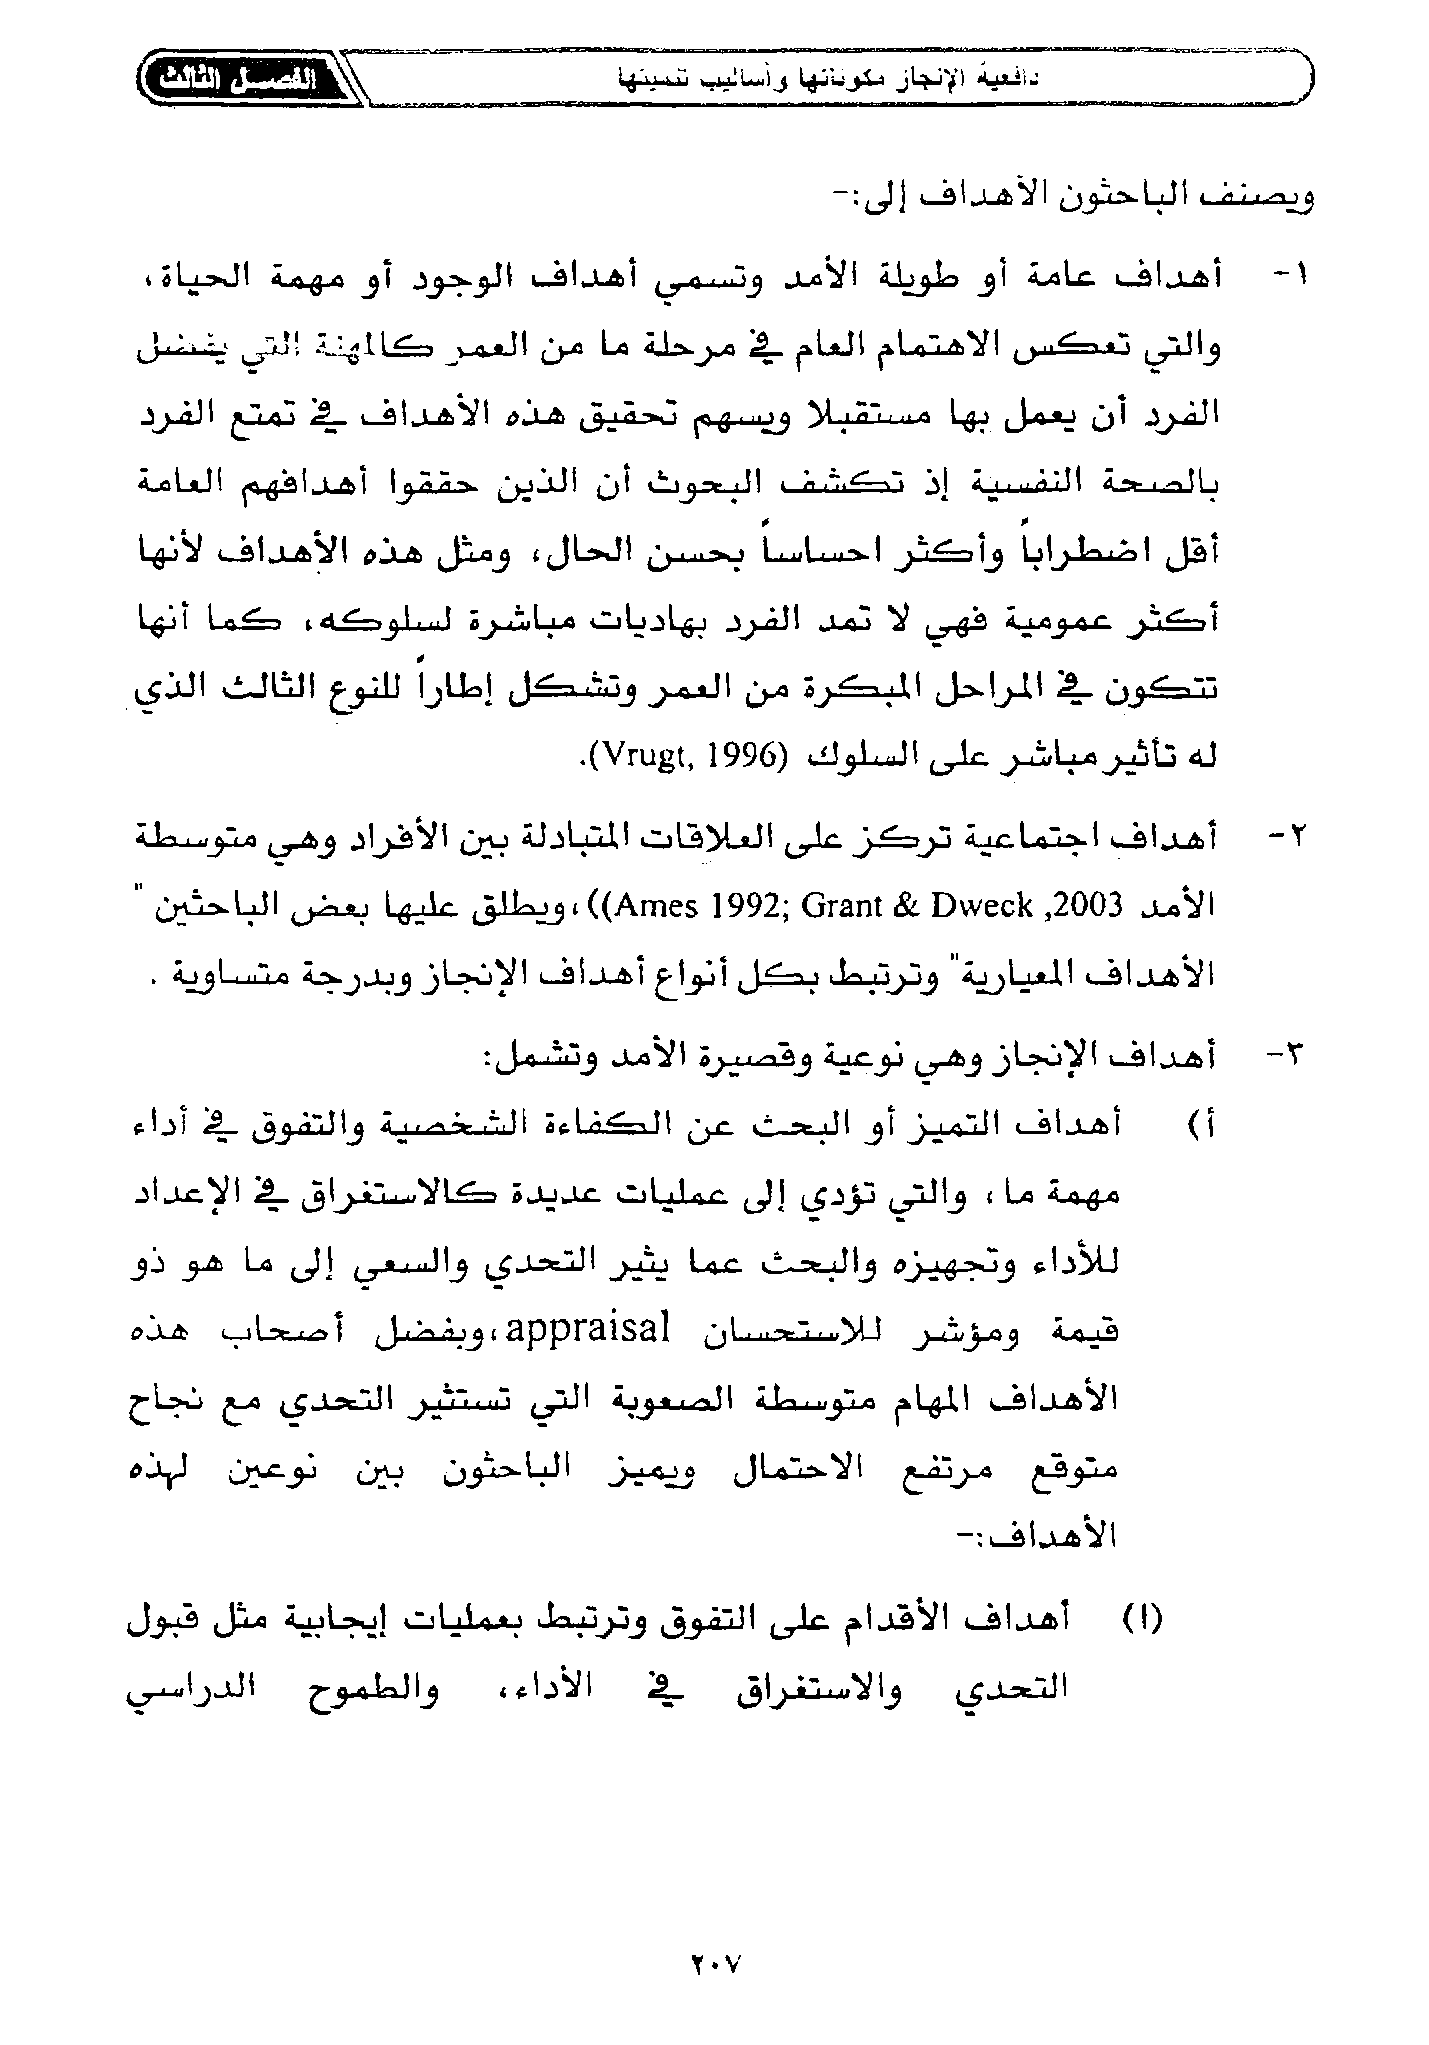 دافعية الإنجاز مكوناتها وأساليب تنميتها
الفصل الثالث
ويصنف الباحثون الأهداف إلى:-
١- أهداف عامة أو طويلة الأمد وتسمي أهداف الوجود أو مهمة الحياة،
والتي تعكس الاهتمام العام في مرحلة ما من العمر كالمهنة التي يفضل
الفرد أن يعمل بها مستقبلا ويسهم تحقيق هذه الأهداف في تمتع الفرد
بالصحة النفسية إذ تكشف البحوث أن الذين حققوا أهدافهم العامة
أقل اضطراباً وأكثر احساساً بحسن الحال، ومثل هذه الأهداف لأنها
أكثر عمومية فهي لا تمد الفرد بهاديات مباشرة لسلوكه، كما أنها
تتكون في المراحل المبكرة من العمر وتشكل إطاراً للنوع الثالث الذي
له تأثير مباشر على السلوك (Vrugt, 1996).
٢- أهداف اجتماعية تركز على العلاقات المتبادلة بين الأفراد وهي متوسطة
الأمد Ames 1992; Grant & Dweck ,2003))، ويطلق عليها بعض الباحثين "
الأهداف المعيارية" وترتبط بكل أنواع أهداف الإنجاز وبدرجة متساوية .
٣- أهداف الإنجاز وهي نوعية وقصيرة الأمد وتشمل:
أ) أهداف التميز أو البحث عن الكفاءة الشخصية والتفوق في أداء
مهمة ما ، والتي تؤدي إلى عمليات عديدة كالاستغراق في الإعداد
للأداء وتجهيزه والبحث عما يثير التحدي والسعي إلى ما هو ذو
قيمة ومؤشر للاستحسان appraisal،ويفضل أصحاب هذه
الأهداف المهام متوسطة الصعوبة التي تستثير التحدي مع نجاح
متوقع مرتفع الاحتمال ويميز الباحثون بين نوعين لهذه
الأهداف:-
(ا) أهداف الأقدام على التفوق وترتبط بعمليات إيجابية مثل قبول
التحدي والاستغراق في الأداء، والطموح الدراسي
٢٠٧